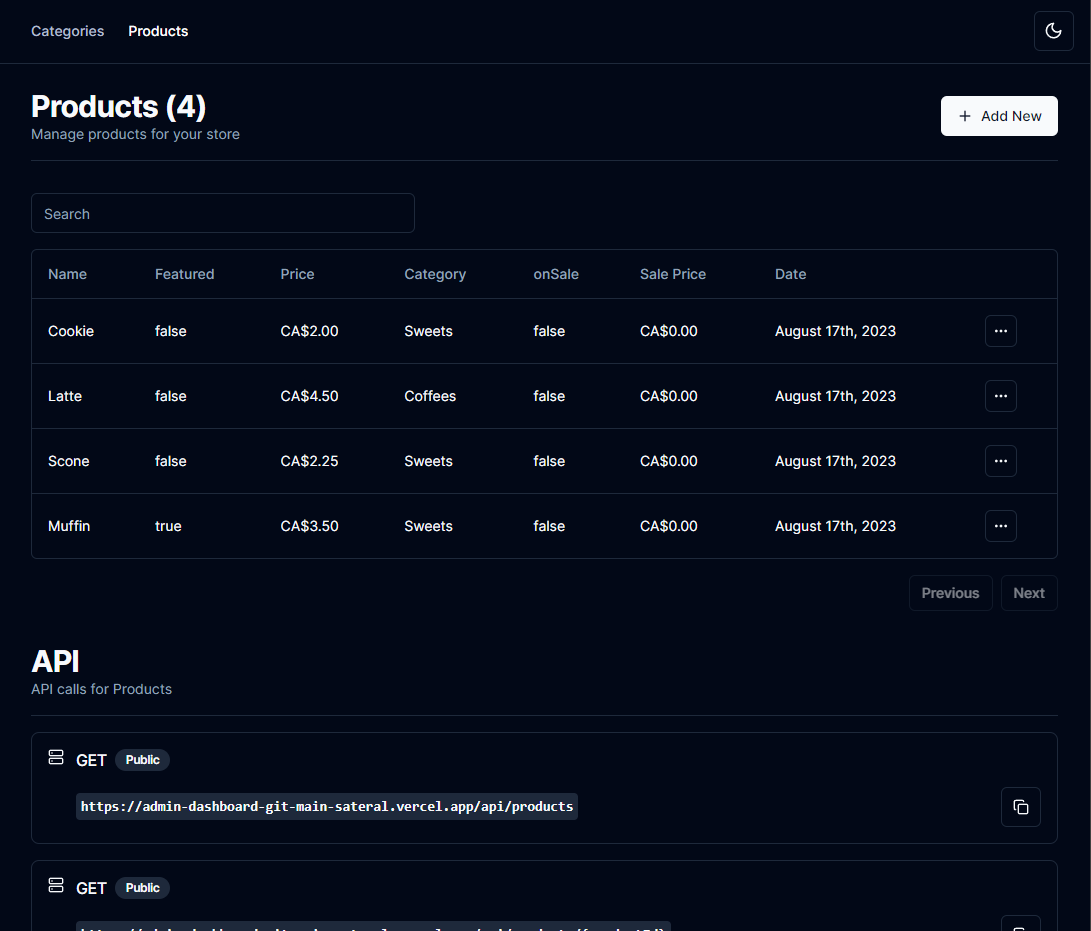 Categories Products
Products (4)
Manage products for your store
+ Add New
Search
Name Featured Price Category onSale Sale Price Date
Cookie false CA$2.00 Sweets false CA$0.00 August 17th, 2023
Latte false CA$4.50 Coffees false CA$0.00 August 17th, 2023
Scone false CA$2.25 Sweets false CA$0.00 August 17th, 2023
Muffin true CA$3.50 Sweets false CA$0.00 August 17th, 2023
Previous Next
API
API calls for Products
GET Public
https://admin-dashboard-git-main-sateral.vercel.app/api/products
GET Public